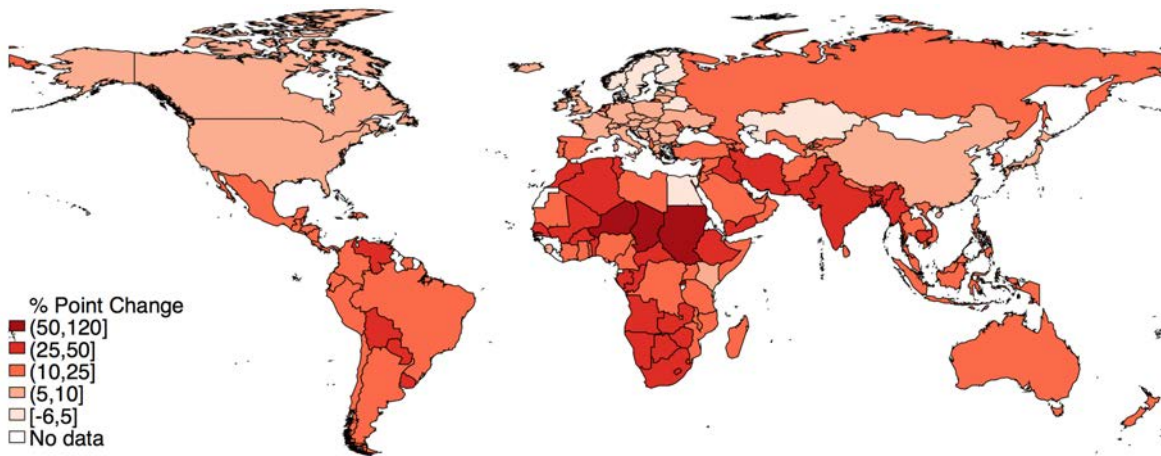 % Point Change
(50,120]
(25,50]
(10,25]
(5,10]
[-6,5]
No data